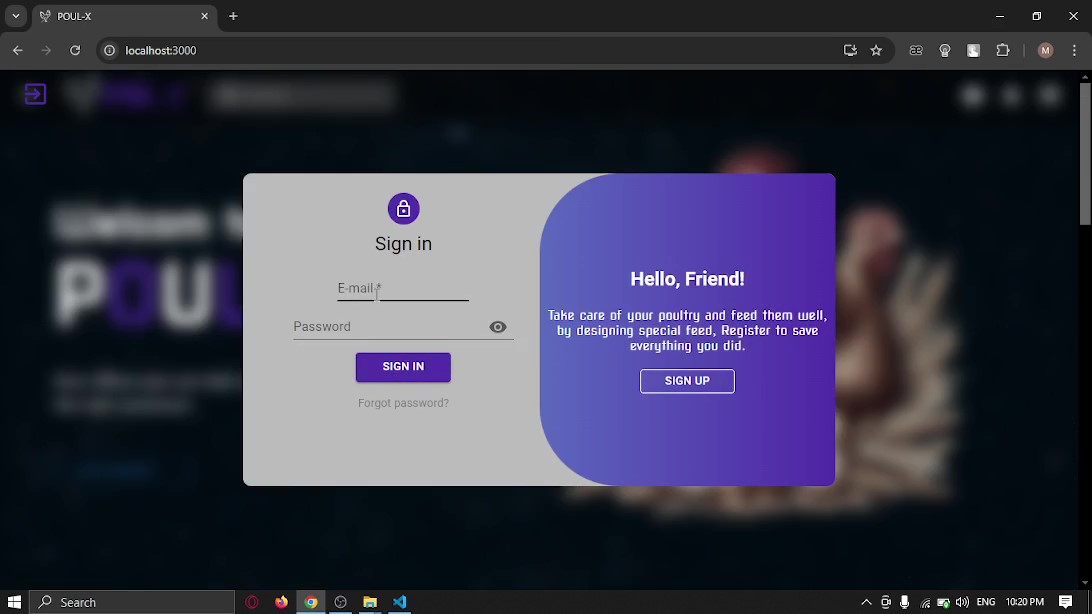 POUL-X
localhost:3000
M
Sign in
E-mail *
Password
SIGN IN
Forgot password?
Hello, Friend!
Take care of your poultry and feed them well,
by designing special feed, Register to save
everything you did.
SIGN UP
POU
Search
ENG
10:20 PM